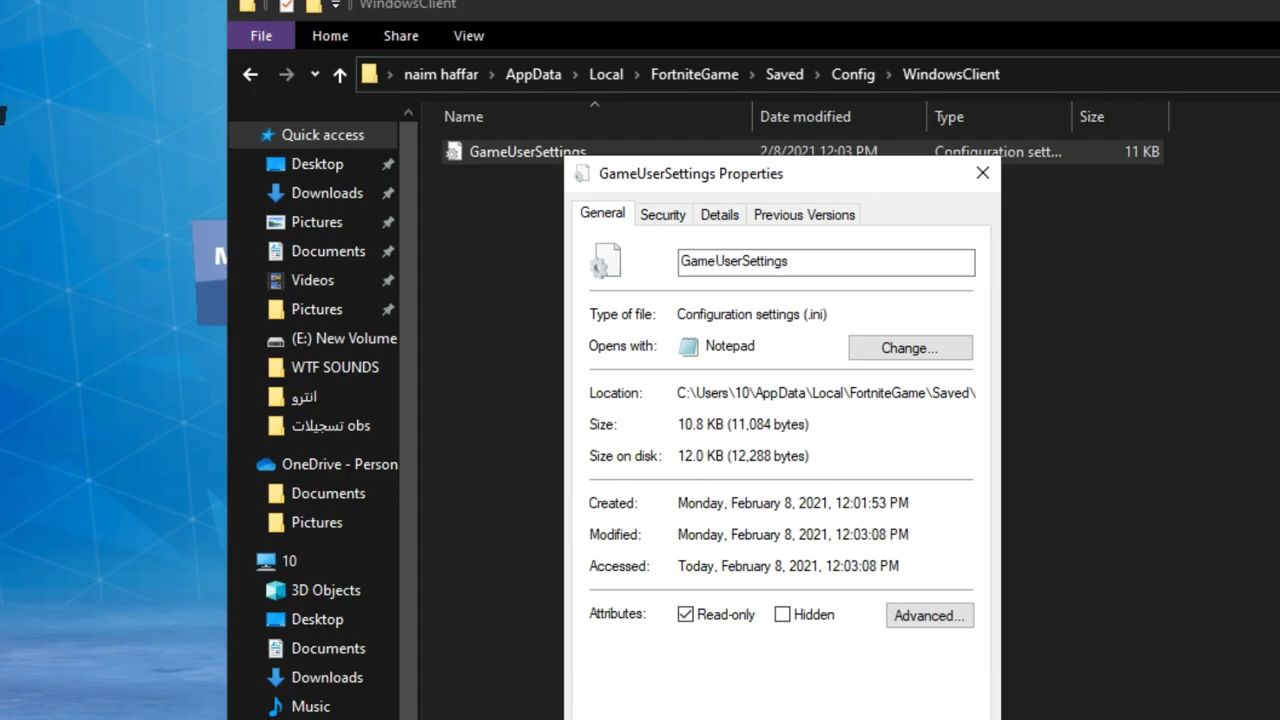 WindowsClient
File Home Share View
naim haffar > AppData > Local > FortniteGame > Saved > Config > WindowsClient
Name Date modified Type Size
GameUserSettings 2/8/2021 12:03 PM Configuration sett... 11 KB
Quick access
Desktop
Downloads
Pictures
Documents
Videos
Pictures
(E:) New Volume
WTF SOUNDS
انترو
تسجيلات obs
OneDrive - Person
Documents
Pictures
10
3D Objects
Desktop
Documents
Downloads
Music
M
GameUserSettings Properties
General Security Details Previous Versions
GameUserSettings
Type of file: Configuration settings (.ini)
Opens with: Notepad Change...
Location: C:\Users\10\AppData\Local\FortniteGame\Saved\
Size: 10.8 KB (11,084 bytes)
Size on disk: 12.0 KB (12,288 bytes)
Created: Monday, February 8, 2021, 12:01:53 PM
Modified: Monday, February 8, 2021, 12:03:08 PM
Accessed: Today, February 8, 2021, 12:03:08 PM
Attributes: Read-only Hidden Advanced...